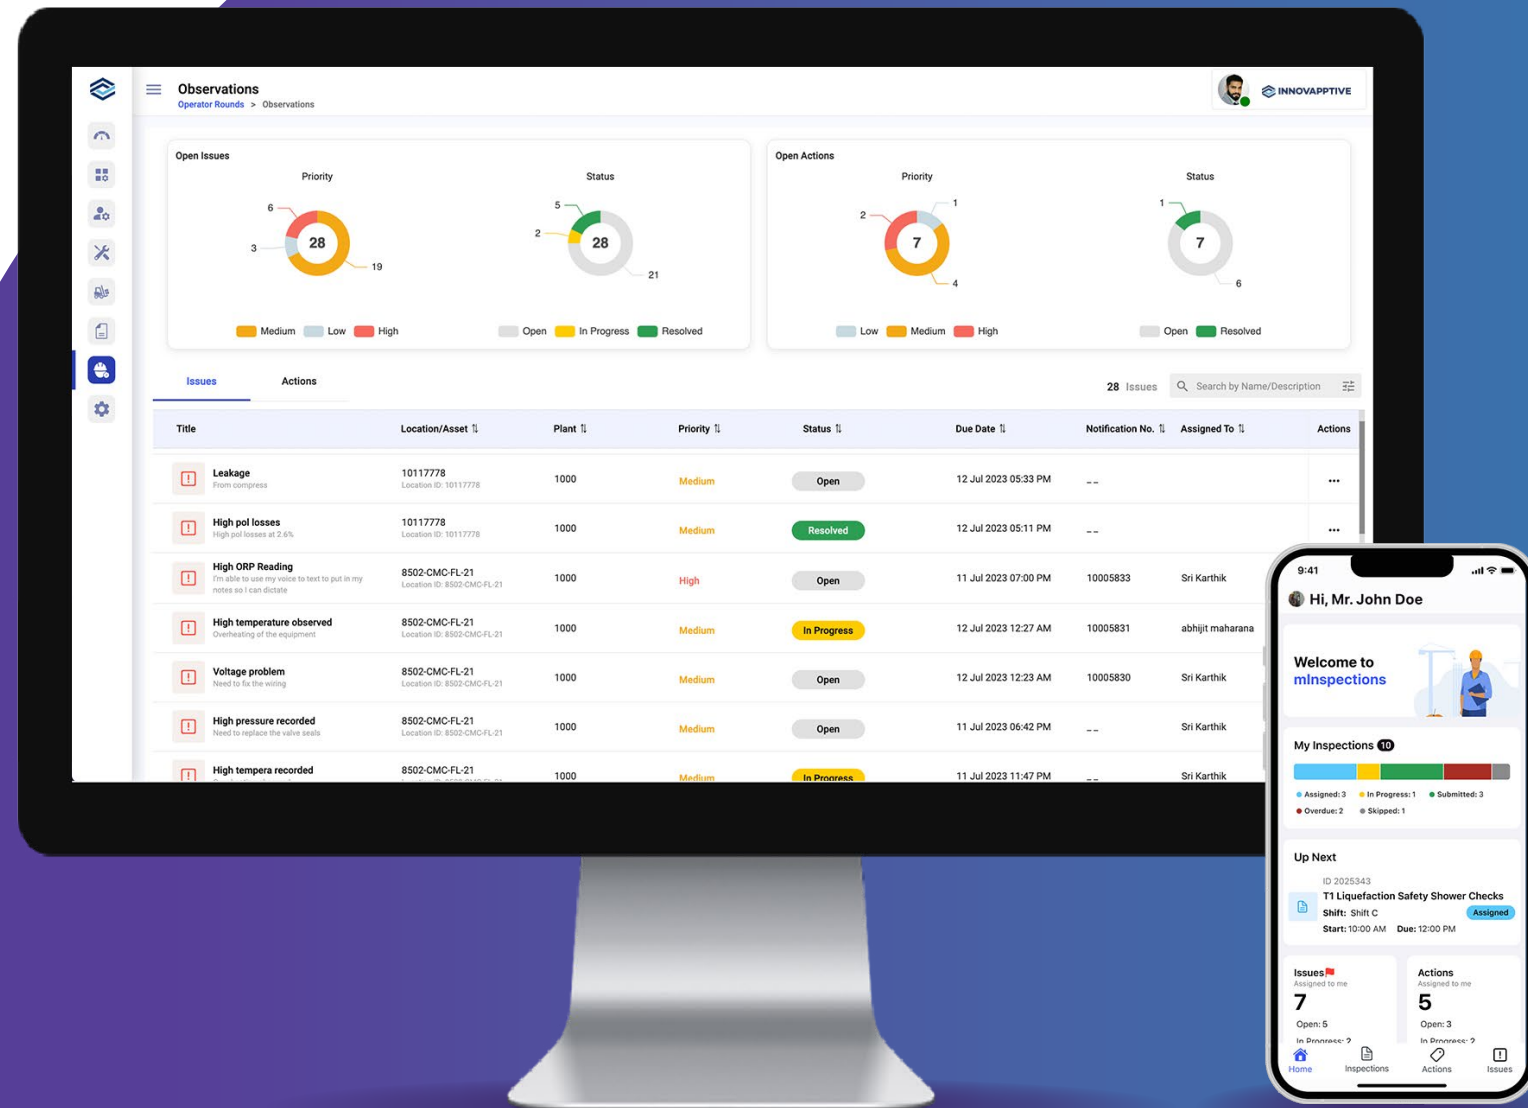 Observations
Operator Rounds > Observations
INNOVAPPTIVE
Open Issues
Priority
6
3
28
19
Medium Low High
Status
5
2
28
21
Open In Progress Resolved
Open Actions
Priority
2
1
7
4
Low Medium High
Status
1
7
6
Open Resolved
Issues Actions
28 Issues Search by Name/Description
Title Location/Asset Plant Priority Status Due Date Notification No. Assigned To Actions
Leakage 10117778 1000 Medium Open 12 Jul 2023 05:33 PM -- ...
From compress Location ID: 10117778
High pol losses 10117778 1000 Medium Resolved 12 Jul 2023 05:11 PM -- ...
High pol losses at 2.6% Location ID: 10117778
High ORP Reading 8502-CMC-FL-21 1000 High Open 11 Jul 2023 07:00 PM 10005833 Sri Karthik
I'm able to use my voice to text to put in my Location ID: 8502-CMC-FL-21
notes so I can dictate
High temperature observed 8502-CMC-FL-21 1000 Medium In Progress 12 Jul 2023 12:27 AM 10005831 abhijit maharana
Overheating of the equipment Location ID: 8502-CMC-FL-21
Voltage problem 8502-CMC-FL-21 1000 Medium Open 12 Jul 2023 12:23 AM 10005830 Sri Karthik
Need to fix the wiring Location ID: 8502-CMC-FL-21
High pressure recorded 8502-CMC-FL-21 1000 Medium Open 11 Jul 2023 06:42 PM -- Sri Karthik
Need to replace the valve seals Location ID: 8502-CMC-FL-21
High tempera recorded 8502-CMC-FL-21 1000 Medium In Progress 11 Jul 2023 11:47 PM -- Sri Karthik
9:41
Hi, Mr. John Doe
Welcome to
mInspections
My Inspections 10
Assigned: 3 In Progress: 1 Submitted: 3
Overdue: 2 Skipped: 1
Up Next
ID 2025343
T1 Liquefaction Safety Shower Checks
Shift: Shift C Assigned
Start: 10:00 AM Due: 12:00 PM
Issues Actions
Assigned to me Assigned to me
7 5
Open: 5 Open: 3
In Progress: 2 In Progress: 2
Home Inspections Actions Issues